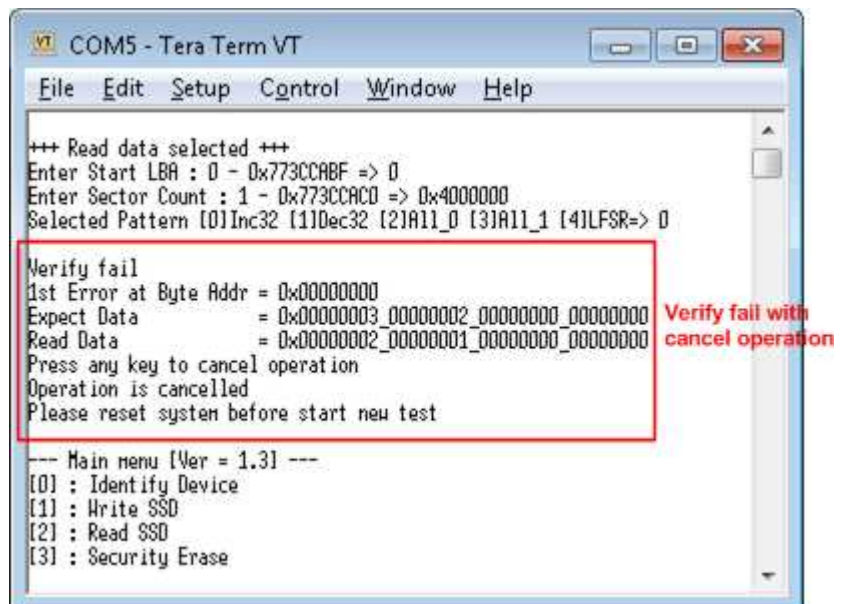 COM5 - Tera Term VT
File Edit Setup Control Window Help
+++ Read data selected +++
Enter Start LBA : 0 - 0x773CCABF => 0
Enter Sector Count : 1 - 0x773CCAC0 => 0x4000000
Selected Pattern [0]Inc32 [1]Dec32 [2]All_0 [3]All_1 [4]LFSR=> 0
Verify fail
1st Error at Byte Addr = 0x00000000
Expect Data = 0x00000003_00000002_00000000_00000000
Read Data = 0x00000002_00000001_00000000_00000000
Press any key to cancel operation
Operation is cancelled
Please reset system before start new test
Verify fail with
cancel operation
--- Main menu [Ver = 1.3] ---
[0] : Identify Device
[1] : Write SSD
[2] : Read SSD
[3] : Security Erase